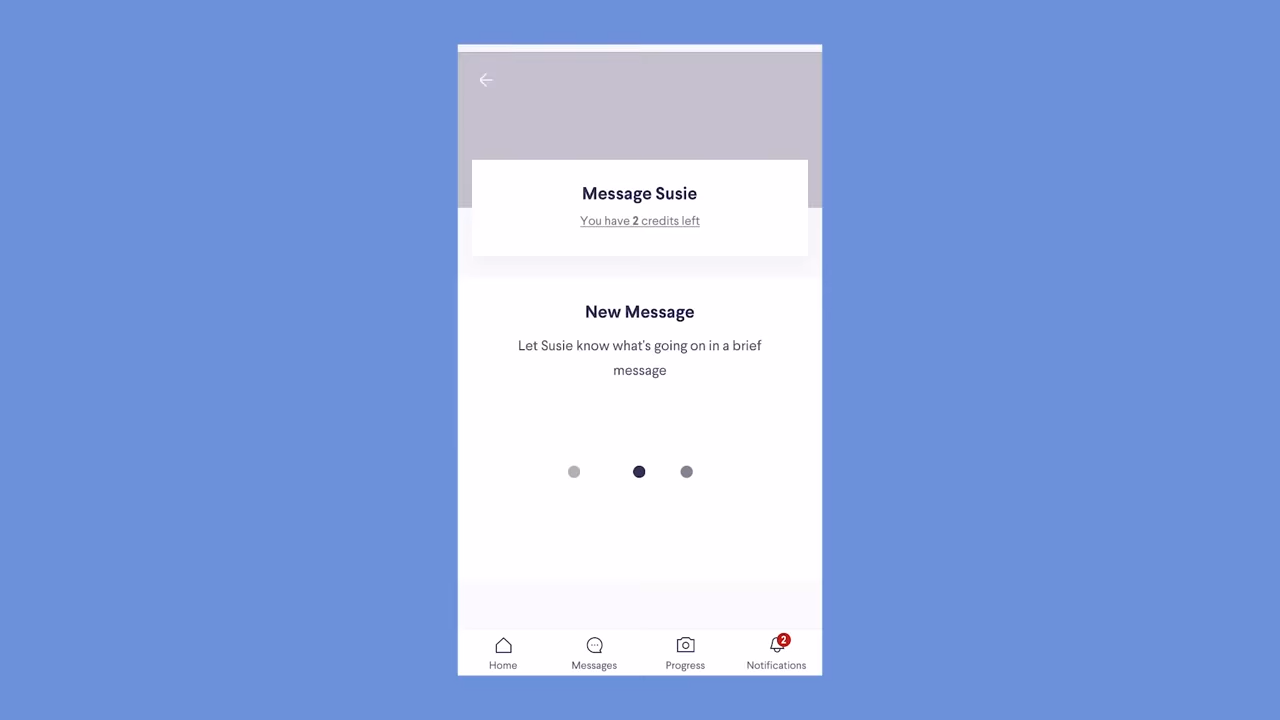 Message Susie
You have 2 credits left
New Message
Let Susie know what's going on in a brief
message
2
Home
Messages
Progress
Notifications